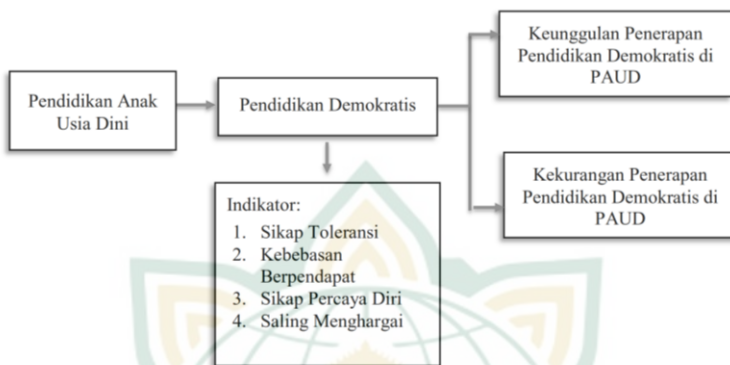 Pendidikan Anak
Usia Dini
Pendidikan Demokratis
Keunggulan Penerapan
Pendidikan Demokratis di
PAUD
Kekurangan Penerapan
Pendidikan Demokratis di
PAUD
Indikator:
1. Sikap Toleransi
2. Kebebasan
Berpendapat
3. Sikap Percaya Diri
4. Saling Menghargai